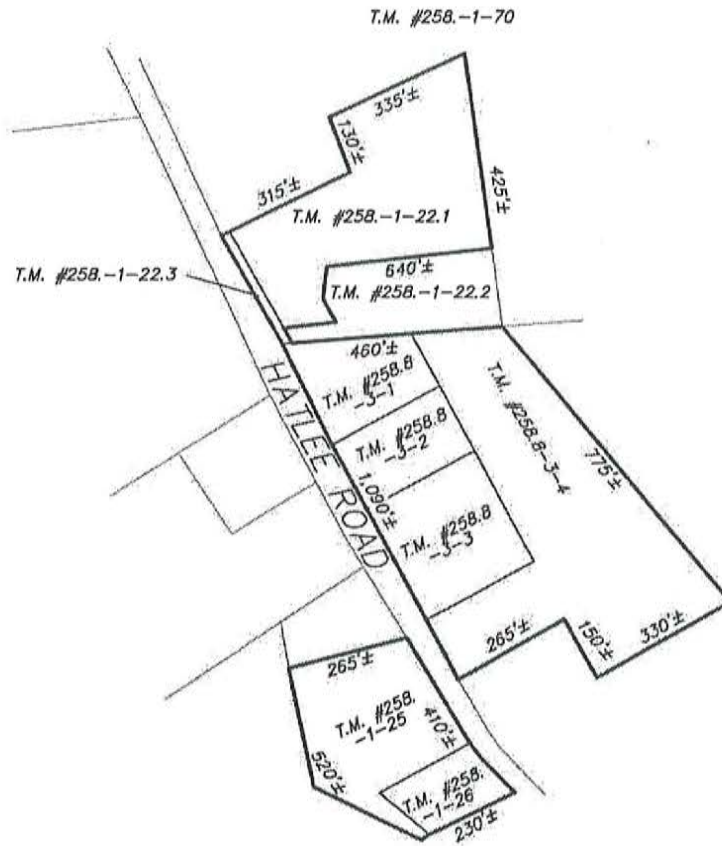 T.M. #258.-1-70
335'±
130'±
315'±
425'±
T.M. #258.-1-22.1
T.M. #258.-1-22.3
640'±
T.M. #258.-1-22.2
460'±
T.M. #258.8
-3-1
T.M. #258.8
-3-2
T.M. #258.8
-3-3
T.M. #258.8-3-4
775'±
HATLEE ROAD
1,090'±
265'±
150'±
330'±
265'±
T.M. #258.
-1-25
410'±
520'±
T.M. #258.
-1-26
230'±